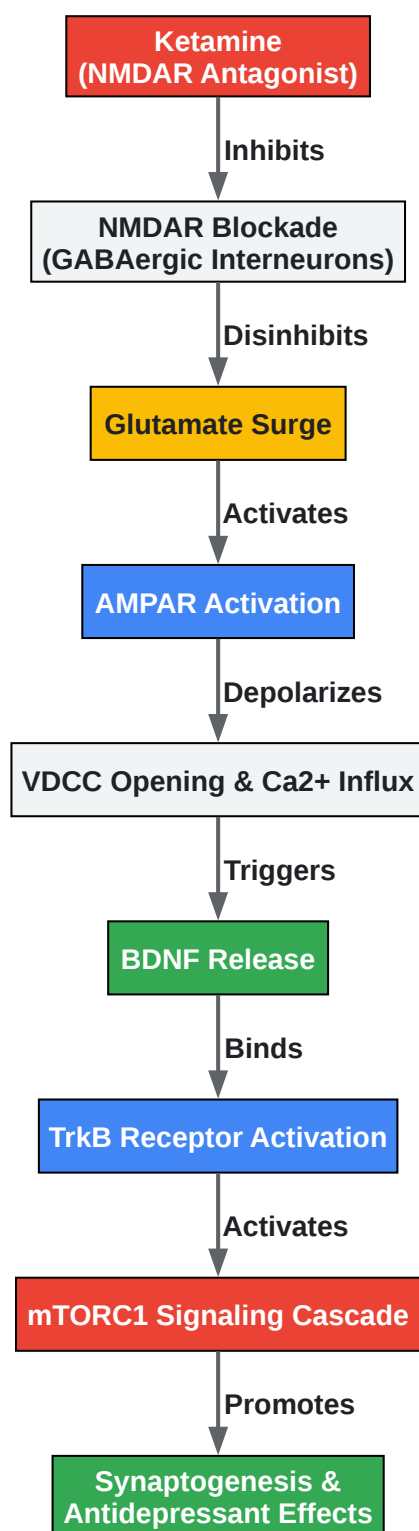 Ketamine
(NMDAR Antagonist)
Inhibits
NMDAR Blockade
(GABAergic Interneurons)
Disinhibits
Glutamate Surge
Activates
AMPAR Activation
Depolarizes
VDCC Opening & Ca2+ Influx
Triggers
BDNF Release
Binds
TrkB Receptor Activation
Activates
mTORC1 Signaling Cascade
Promotes
Synaptogenesis &
Antidepressant Effects